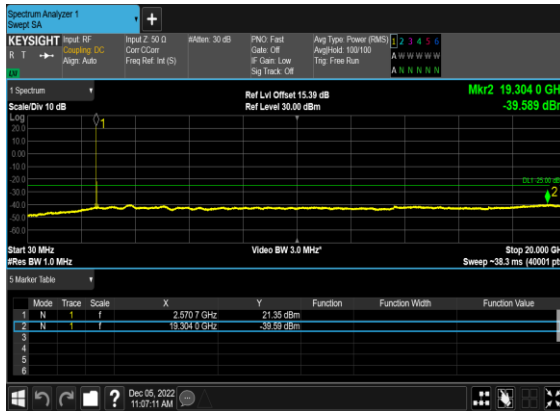 Spectrum Analyzer 1
Swept SA
+
KEYSIGHT Input: RF Input Z: 50 Ω #Atten: 30 dB PNO: Fast Avg Type: Power (RMS) 1 2 3 4 5 6
R T Coupling: DC Corr CCorr Gate: Off Avg|Hold: 100/100 A W W W W W
Align: Auto Freq Ref: Int (S) IF Gain: Low Trig: Free Run
Sig Track: Off A N N N N N
LXI
1 Spectrum Ref Lvl Offset 15.39 dB Mkr2 19.304 0 GH
Scale/Div 10 dB Ref Level 30.00 dBm -39.589 dBm
Log
20.0
10.0
0.00
-10.0
-20.0
-30.0
-40.0
-50.0
-60.0
1
DL1 -25.00 dB
2
Start 30 MHz Video BW 3.0 MHz* Stop 20.000 GH
#Res BW 1.0 MHz Sweep ~38.3 ms (40001 pt
5 Marker Table
Mode Trace Scale X Y Function Function Width Function Value
1 N 1 f 2.570 7 GHz 21.35 dBm
2 N 1 f 19.304 0 GHz -39.59 dBm
3
4
5
6
? Dec 05, 2022
11:07:11 AM